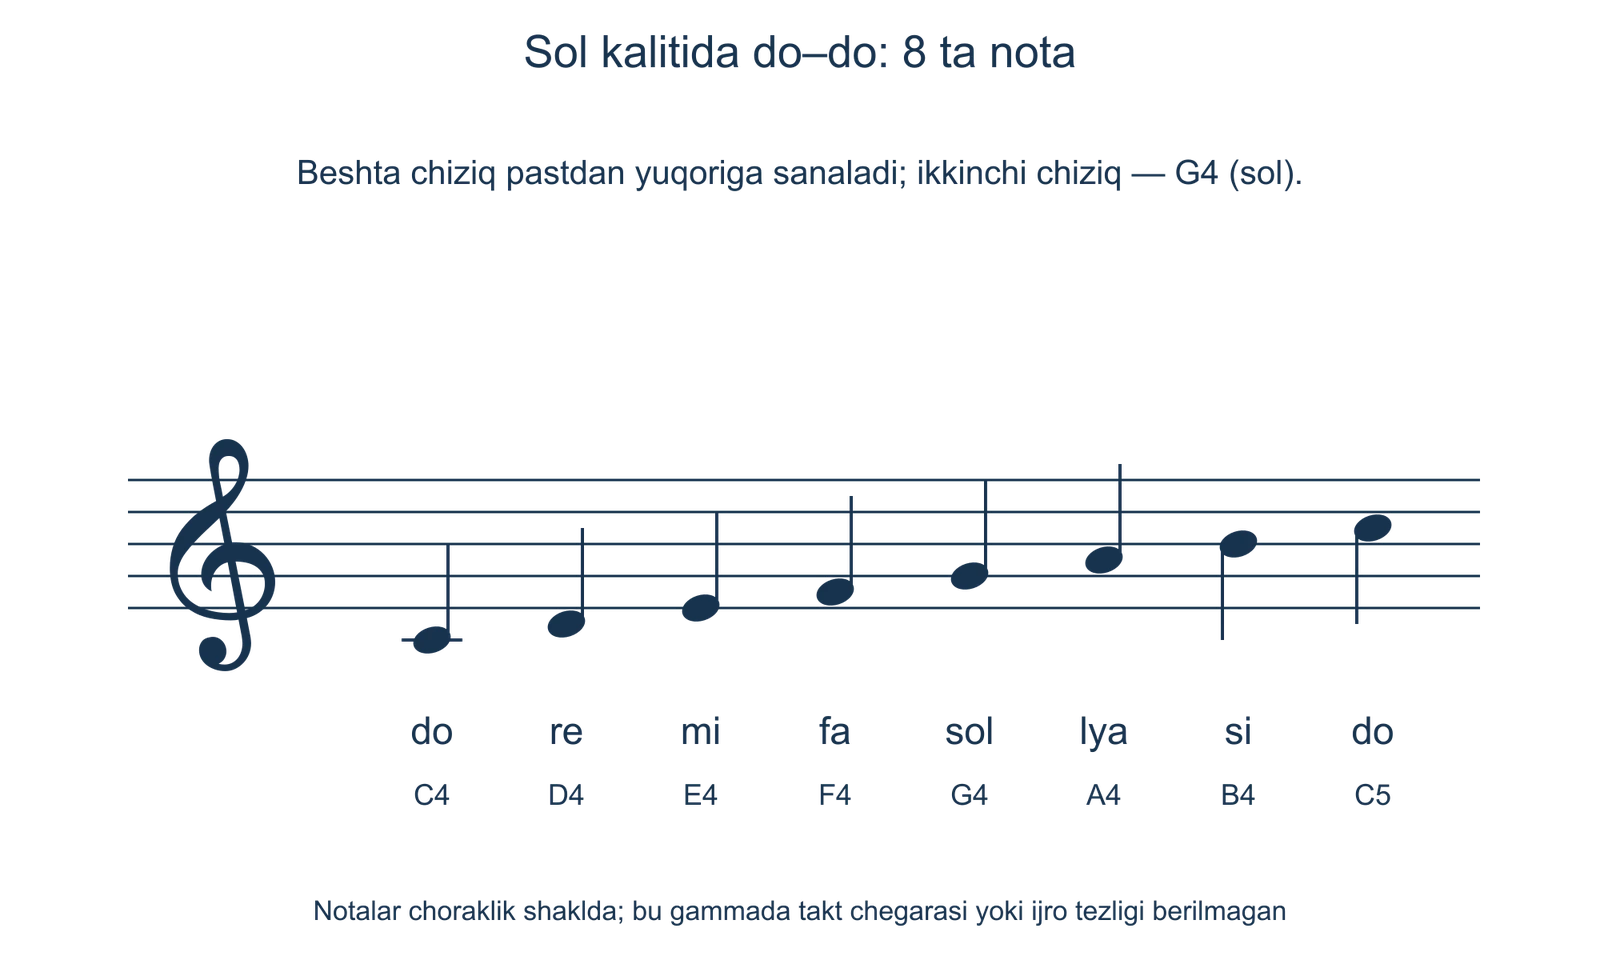 Sol kalitida do–do: 8 ta nota
Beshta chiziq pastdan yuqoriga sanaladi; ikkinchi chiziq — G4 (sol).
do re mi fa sol lya si do
C4 D4 E4 F4 G4 A4 B4 C5
Notalar choraklik shaklda; bu gammada takt chegarasi yoki ijro tezligi berilmagan